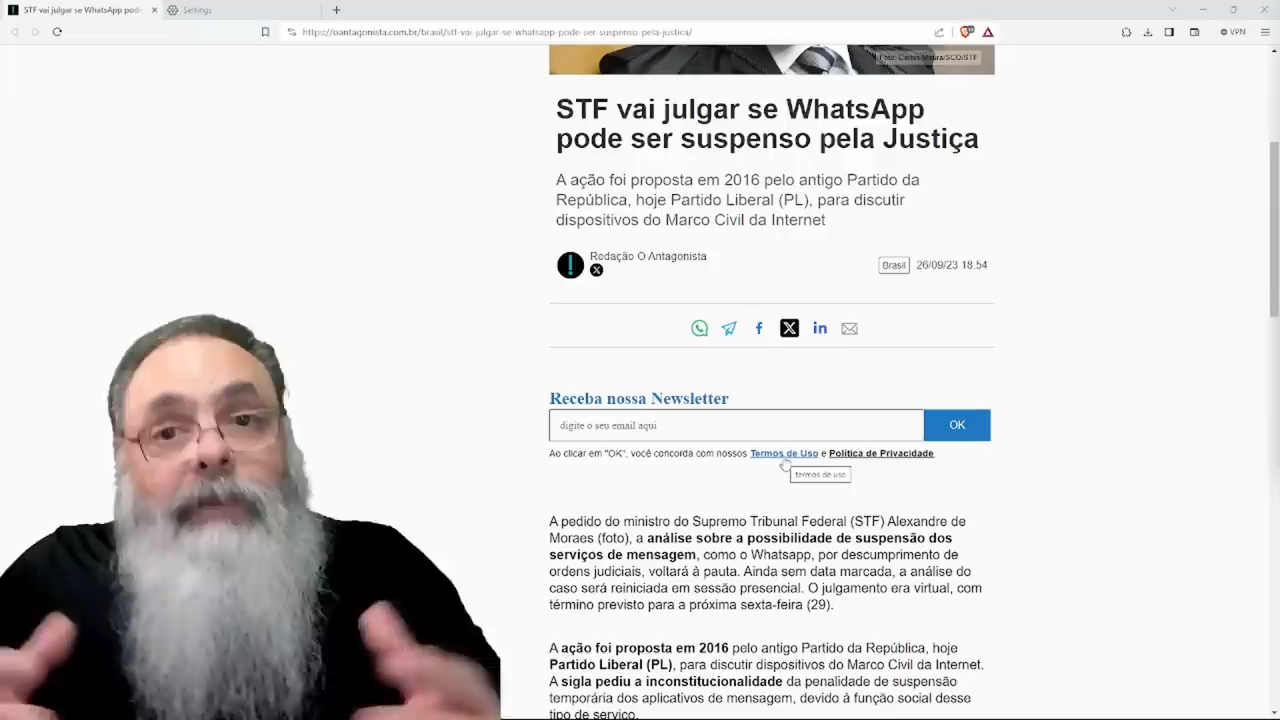 STF vai julgar se WhatsApp pod
Settings
https://oantagonista.com.br/brasil/stf-vai-julgar-se-whatsapp-pode-ser-suspenso-pela-justica/
VPN
Foto: Carlos Moura/SCO/STF
STF vai julgar se WhatsApp
pode ser suspenso pela Justiça
A ação foi proposta em 2016 pelo antigo Partido da
República, hoje Partido Liberal (PL), para discutir
dispositivos do Marco Civil da Internet
Redação O Antagonista
Brasil 26/09/23 18.54
Receba nossa Newsletter
digite o seu email aqui
OK
Ao clicar em "OK", você concorda com nossos Termos de Uso e Política de Privacidade.
termos de uso
A pedido do ministro do Supremo Tribunal Federal (STF) Alexandre de
Moraes (foto), a análise sobre a possibilidade de suspensão dos
serviços de mensagem, como o Whatsapp, por descumprimento de
ordens judiciais, voltará à pauta. Ainda sem data marcada, a análise do
caso será reiniciada em sessão presencial. O julgamento era virtual, com
término previsto para a próxima sexta-feira (29).
A ação foi proposta em 2016 pelo antigo Partido da República, hoje
Partido Liberal (PL), para discutir dispositivos do Marco Civil da Internet.
A sigla pediu a inconstitucionalidade da penalidade de suspensão
temporária dos aplicativos de mensagem, devido à função social desse
tipo de serviço.